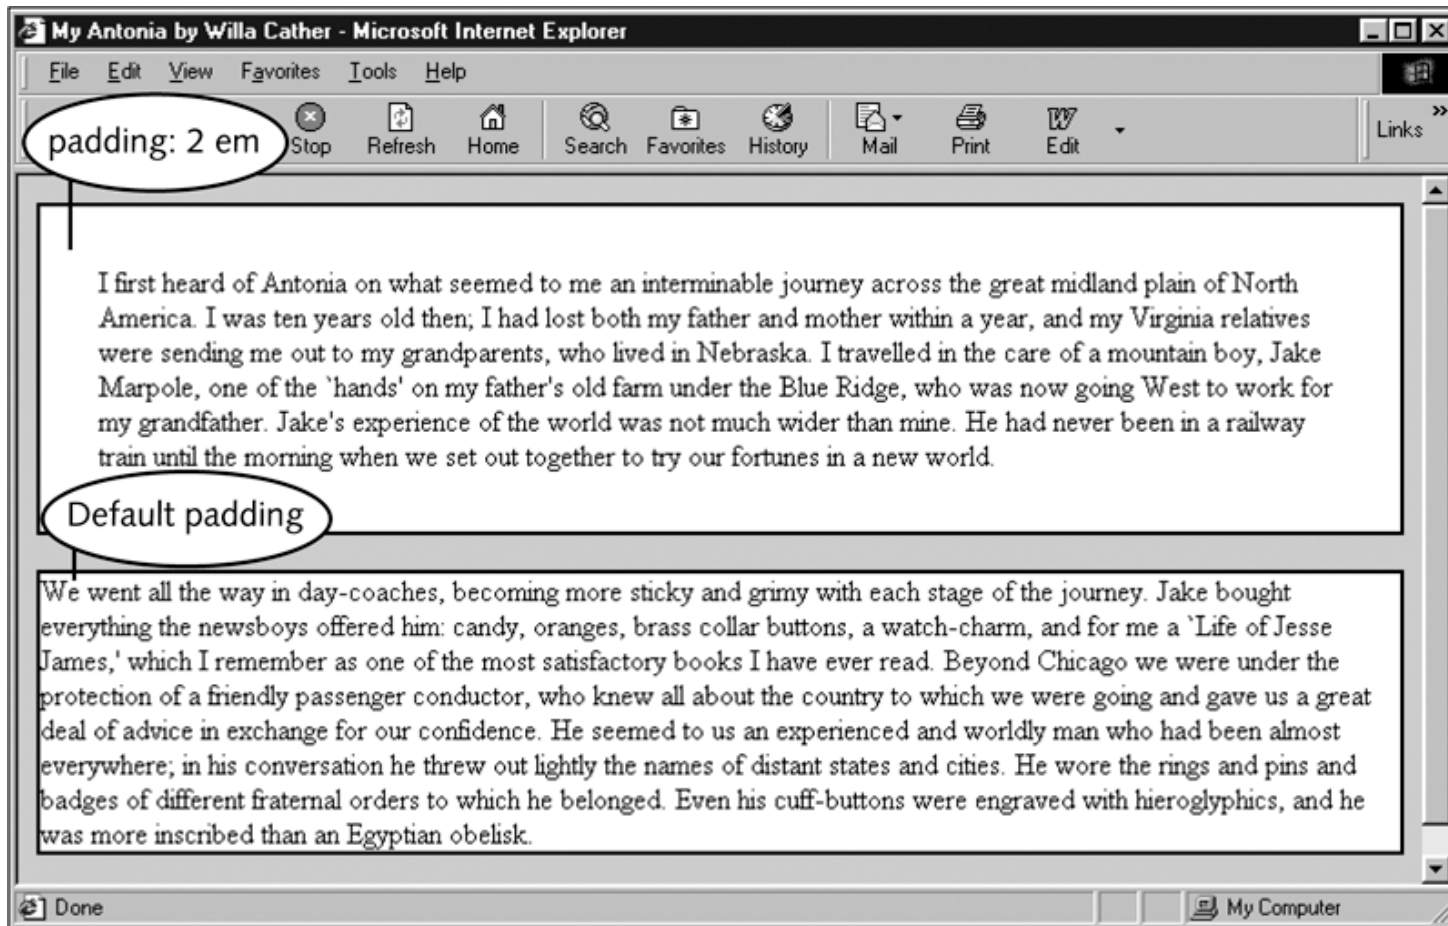 My Antonia by Willa Cather - Microsoft Internet Explorer
File Edit View Favorites Tools Help
padding: 2 em
Stop Refresh Home Search Favorites History Mail Print Edit Links »
I first heard of Antonia on what seemed to me an interminable journey across the great midland plain of North
America. I was ten years old then; I had lost both my father and mother within a year, and my Virginia relatives
were sending me out to my grandparents, who lived in Nebraska. I travelled in the care of a mountain boy, Jake
Marpole, one of the `hands' on my father's old farm under the Blue Ridge, who was now going West to work for
my grandfather. Jake's experience of the world was not much wider than mine. He had never been in a railway
train until the morning when we set out together to try our fortunes in a new world.
Default padding
We went all the way in day-coaches, becoming more sticky and grimy with each stage of the journey. Jake bought
everything the newsboys offered him: candy, oranges, brass collar buttons, a watch-charm, and for me a `Life of Jesse
James,' which I remember as one of the most satisfactory books I have ever read. Beyond Chicago we were under the
protection of a friendly passenger conductor, who knew all about the country to which we were going and gave us a great
deal of advice in exchange for our confidence. He seemed to us an experienced and worldly man who had been almost
everywhere; in his conversation he threw out lightly the names of distant states and cities. He wore the rings and pins and
badges of different fraternal orders to which he belonged. Even his cuff-buttons were engraved with hieroglyphics, and he
was more inscribed than an Egyptian obelisk.
Done My Computer